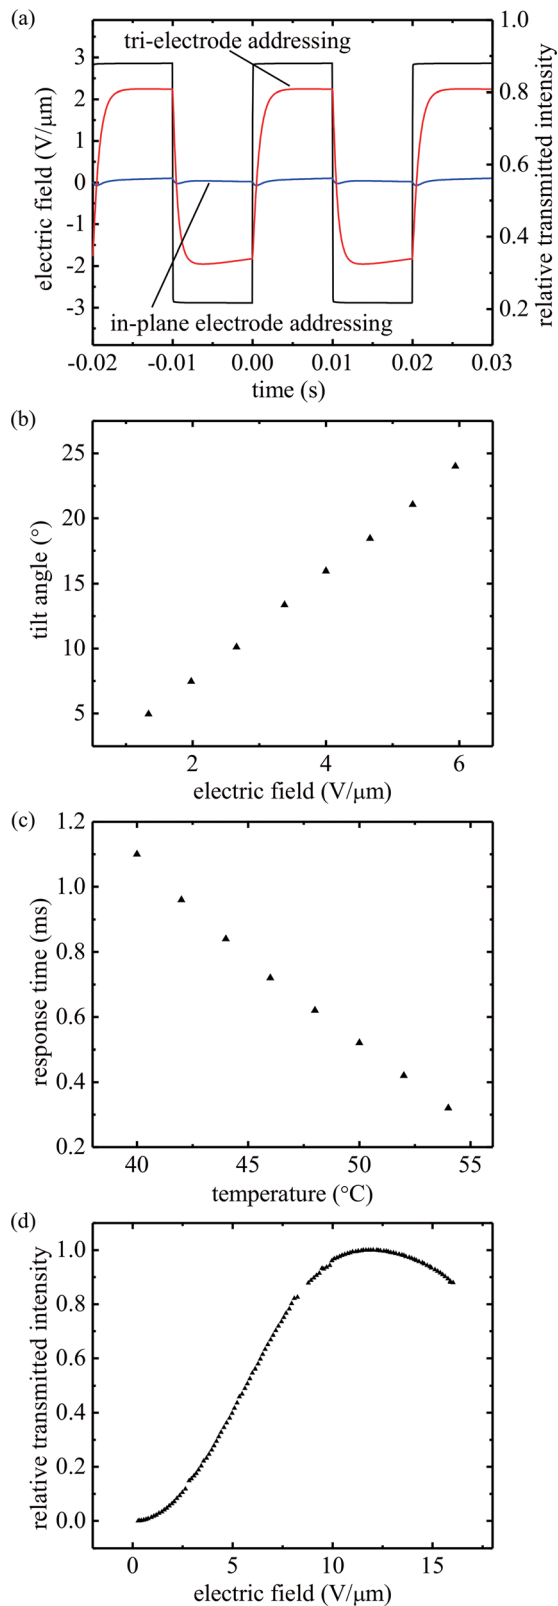 (a)
1.0
tri-electrode addressing
3
2
0.8
1
0
0.6
-1
-2
0.4
-3
0.2
electric field (V/μm)
relative transmitted intensity
in-plane electrode addressing
-0.02 -0.01 0.00 0.01 0.02 0.03
time (s)
(b)
25
20
15
10
5
tilt angle (°)
2 4 6
electric field (V/μm)
(c)
1.2
1.0
0.8
0.6
0.4
0.2
response time (ms)
40 45 50 55
temperature (°C)
(d)
1.0
0.8
0.6
0.4
0.2
0.0
relative transmitted intensity
0 5 10 15
electric field (V/μm)